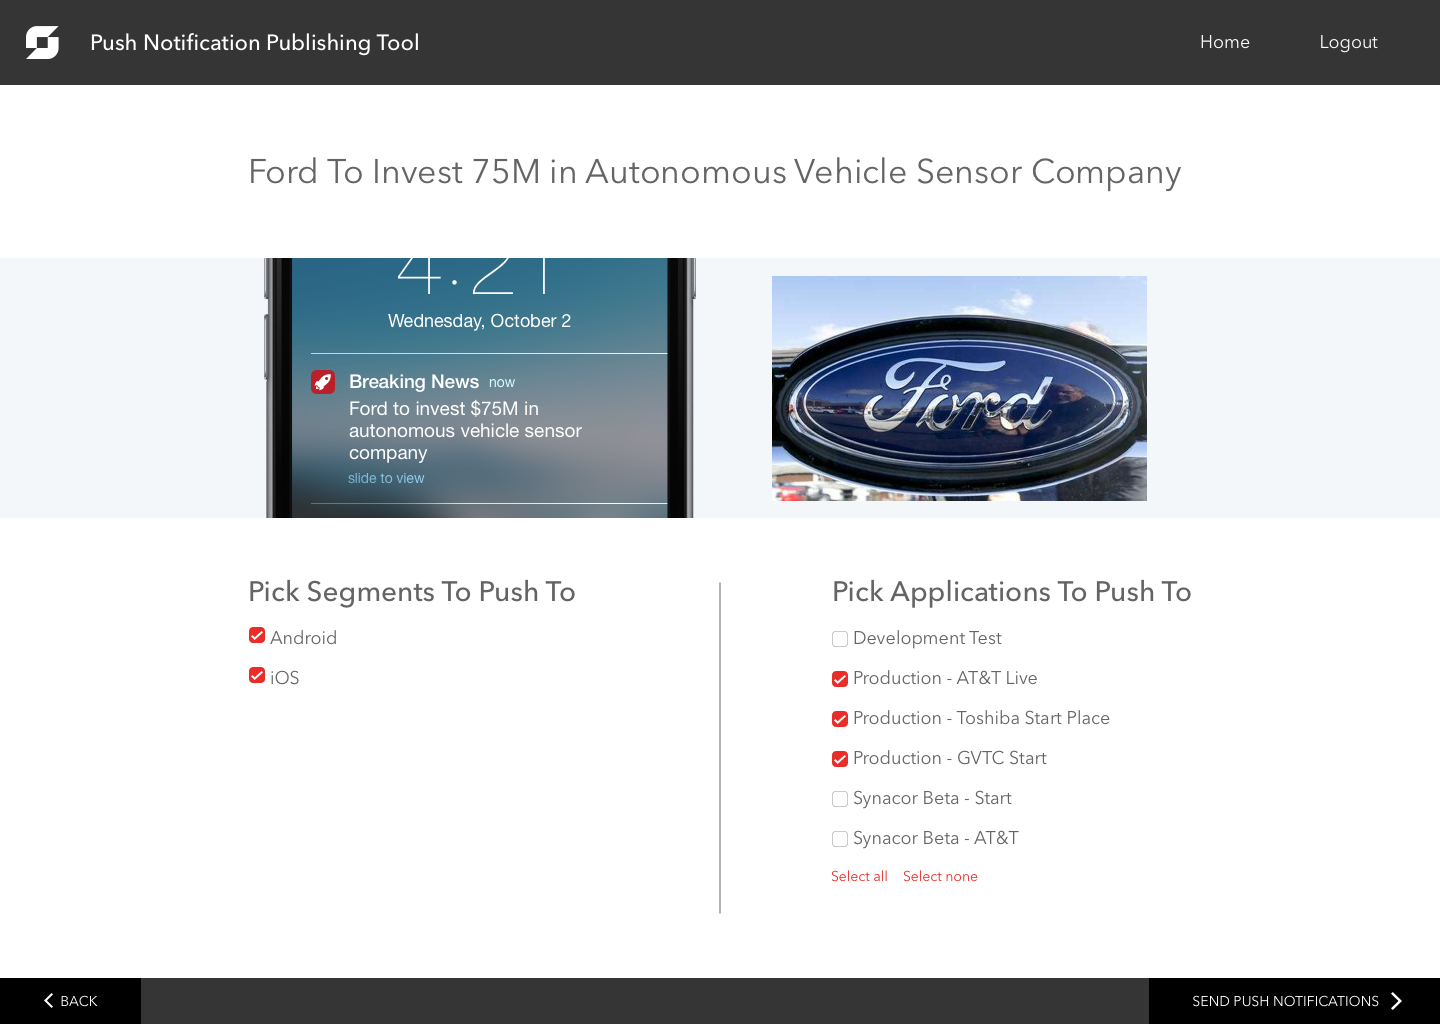 Push Notification Publishing Tool
Home
Logout
Ford To Invest 75M in Autonomous Vehicle Sensor Company
4:21
Wednesday, October 2
Breaking News now
Ford to invest $75M in
autonomous vehicle sensor
company
slide to view
Ford
Pick Segments To Push To
Android
iOS
Pick Applications To Push To
Development Test
Production - AT&T Live
Production - Toshiba Start Place
Production - GVTC Start
Synacor Beta - Start
Synacor Beta - AT&T
Select all Select none
BACK
SEND PUSH NOTIFICATIONS